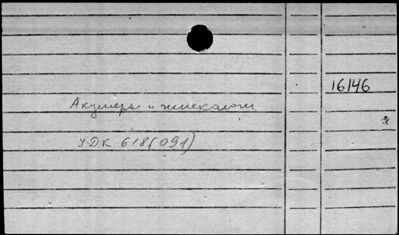 16146
Акушеры и гинекологи
УДК 618(091)